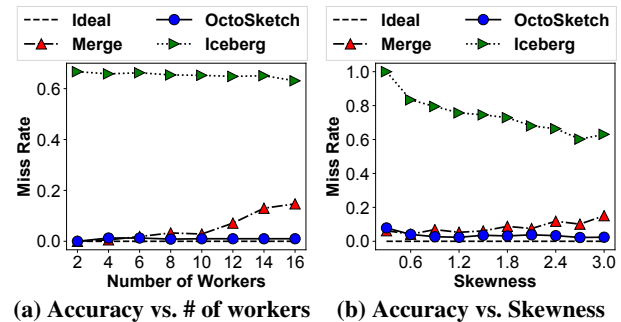 Ideal OctoSketch
Merge Iceberg
Miss Rate
0.6
0.4
0.2
0.0
2 4 6 8 10 12 14 16
Number of Workers
(a) Accuracy vs. # of workers
Ideal OctoSketch
Merge Iceberg
Miss Rate
1.0
0.8
0.6
0.4
0.2
0.0
0.6 1.2 1.8 2.4 3.0
Skewness
(b) Accuracy vs. Skewness